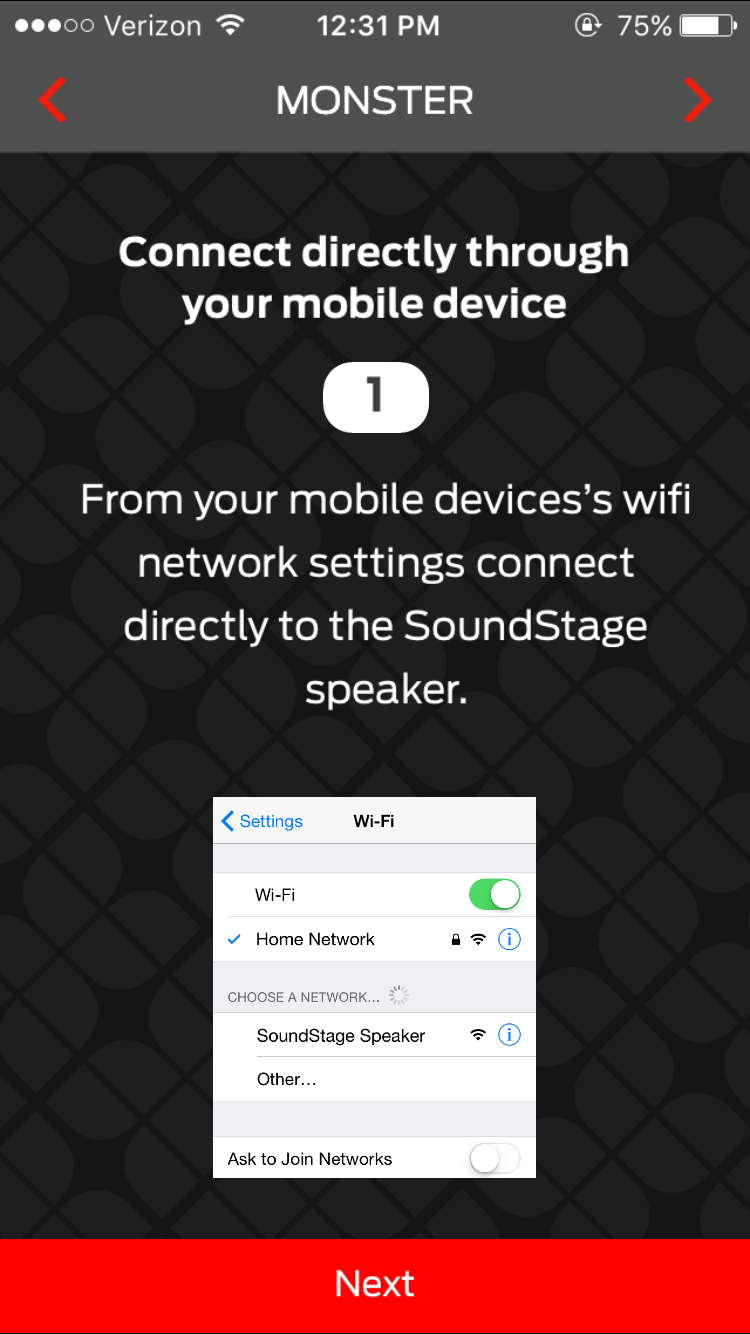 Verizon 12:31 PM 75%
MONSTER
Connect directly through
your mobile device
1
From your mobile devices’s wifi
network settings connect
directly to the SoundStage
speaker.
Settings Wi-Fi
Wi-Fi
Home Network
CHOOSE A NETWORK...
SoundStage Speaker
Other...
Ask to Join Networks
Next